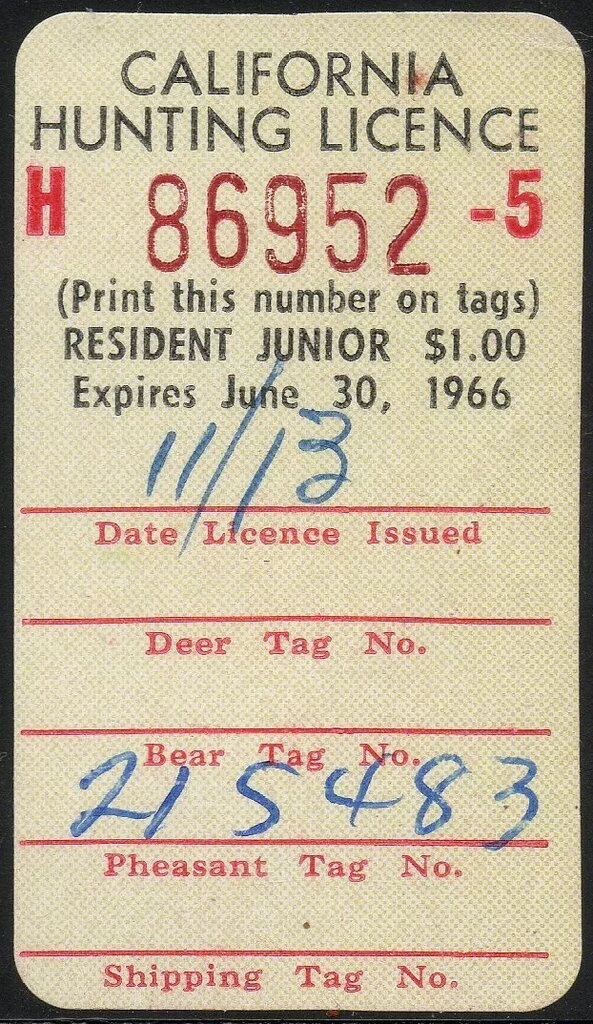 CALIFORNIA
HUNTING LICENCE
H 86952 -5
(Print this number on tags)
RESIDENT JUNIOR $1.00
Expires June 30, 1966
11/13
Date Licence Issued
Deer Tag No.
Bear Tag No.
215483
Pheasant Tag No.
Shipping Tag No.